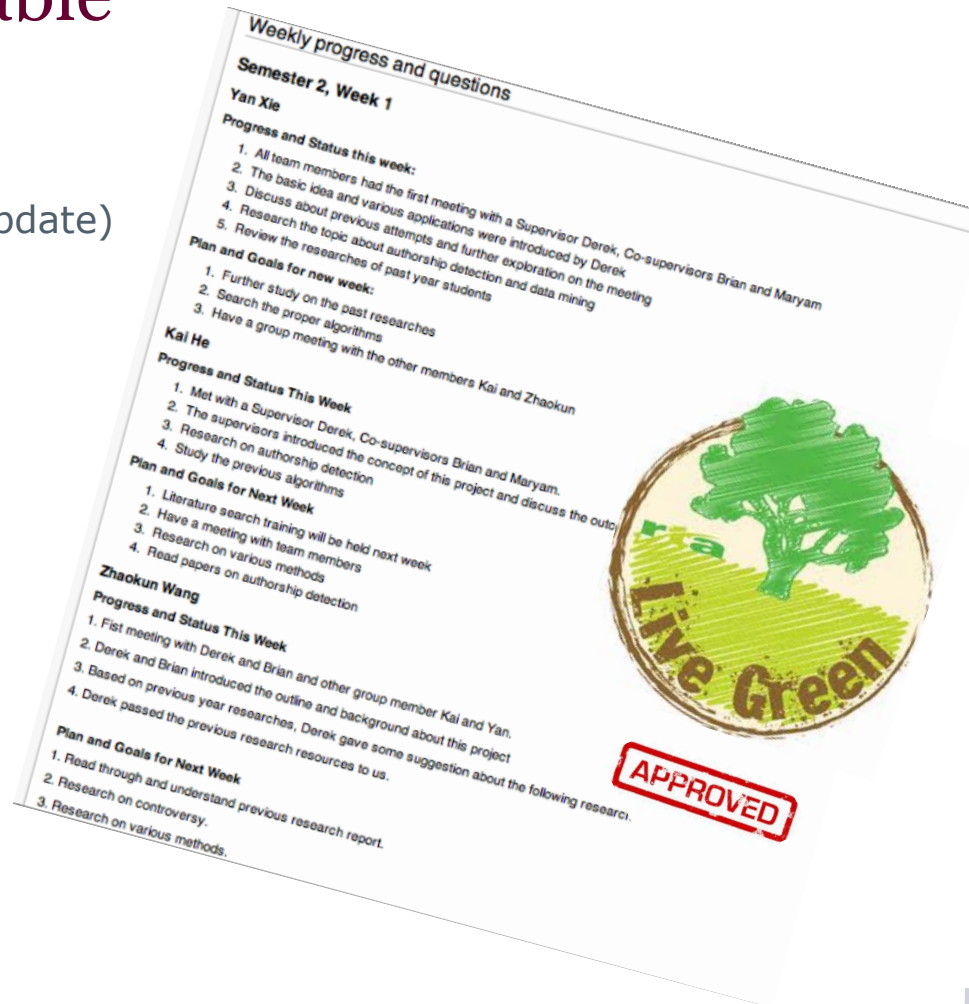 able
pdate)
Weekly progress and questions
Semester 2, Week 1
Yan Xie
Progress and Status this week:
1. All team members had the first meeting with a Supervisor Derek, Co-supervisors Brian and Maryam
2. The basic idea and various applications were introduced by Derek
3. Discuss about previous attempts and further exploration on the meeting
4. Research the topic about authorship detection and data mining
5. Review the researches of past year students
Plan and Goals for new week:
1. Further study on the past researches
2. Search the proper algorithms
3. Have a group meeting with the other members Kai and Zhaokun
Kai He
Progress and Status This Week
1. Met with a Supervisor Derek, Co-supervisors Brian and Maryam.
2. The supervisors introduced the concept of this project and discuss the outc
3. Research on authorship detection
4. Study the previous algorithms
Plan and Goals for Next Week
1. Literature search training will be held next week
2. Have a meeting with team members
3. Research on various methods
4. Read papers on authorship detection
Zhaokun Wang
Progress and Status This Week
1. Fist meeting with Derek and Brian and other group member Kai and Yan.
2. Derek and Brian introduced the outline and background about this project
3. Based on previous year researches, Derek gave some suggestion about the following research.
4. Derek passed the previous research resources to us.
Plan and Goals for Next Week
1. Read through and understand previous research report.
2. Research on controversy.
3. Research on various methods.
Live Green
APPROVED